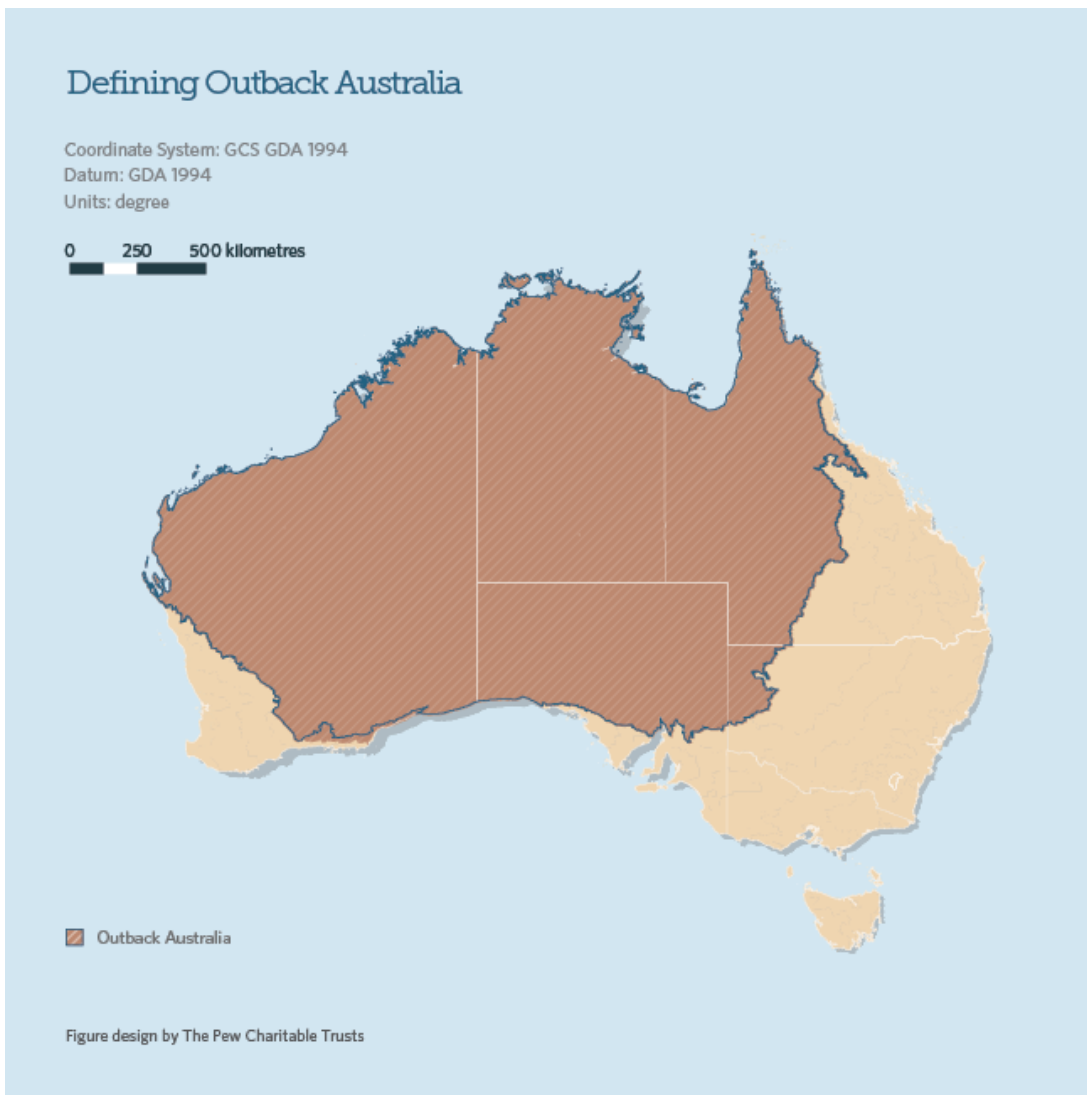 Defining Outback Australia
Coordinate System: GCS GDA 1994
Datum: GDA 1994
Units: degree
0 250 500 kilometres
Outback Australia
Figure design by The Pew Charitable Trusts